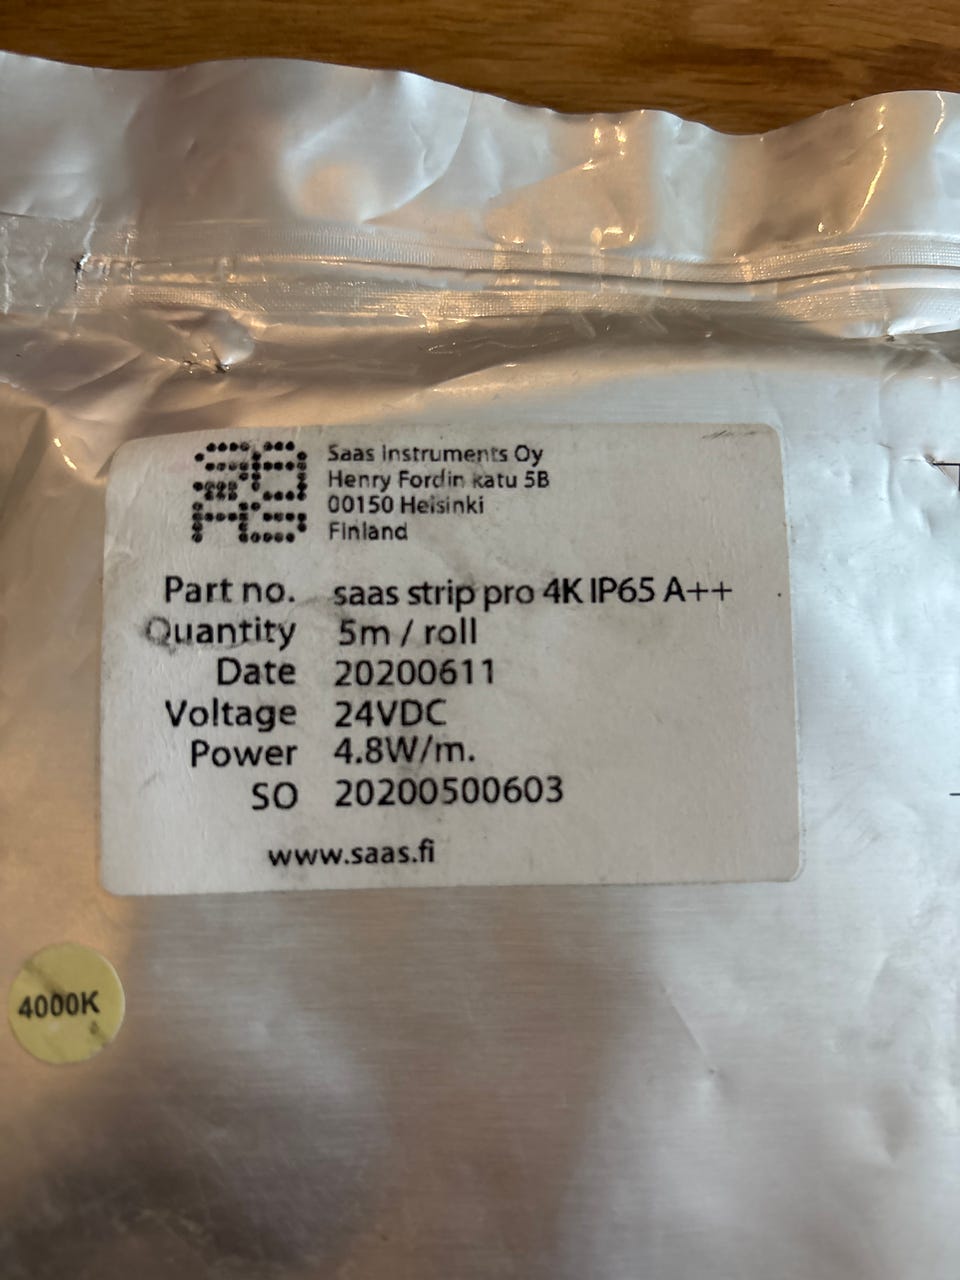 Saas Instruments Oy
Henry Fordin katu 5B
00150 Helsinki
Finland
Part no. saas strip pro 4K IP65 A++
Quantity 5m / roll
Date 20200611
Voltage 24VDC
Power 4.8W/m.
SO 20200500603
www.saas.fi
4000K